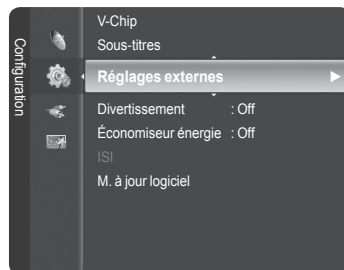 Configuration
V-Chip
Sous-titres
Réglages externes
Divertissement : Off
Économiseur énergie : Off
ISI
M. à jour logiciel